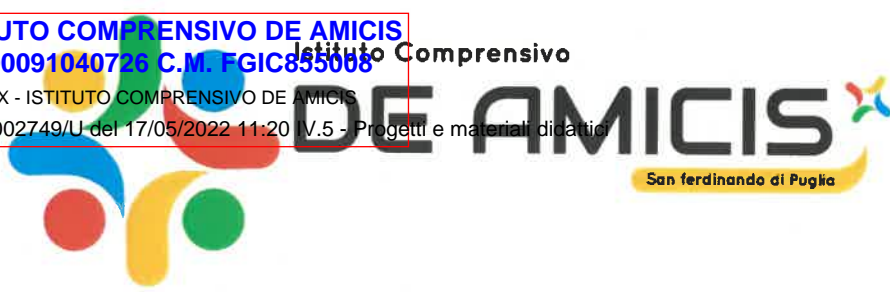 UTO COMPRENSIVO DE AMICIS
0091040726 C.M. FGIC855008
X - ISTITUTO COMPRENSIVO DE AMICIS
002749/U del 17/05/2022 11:20 IV.5 - Progetti e materiali didattici
Istituto Comprensivo
DE AMICIS
San ferdinando di Puglia